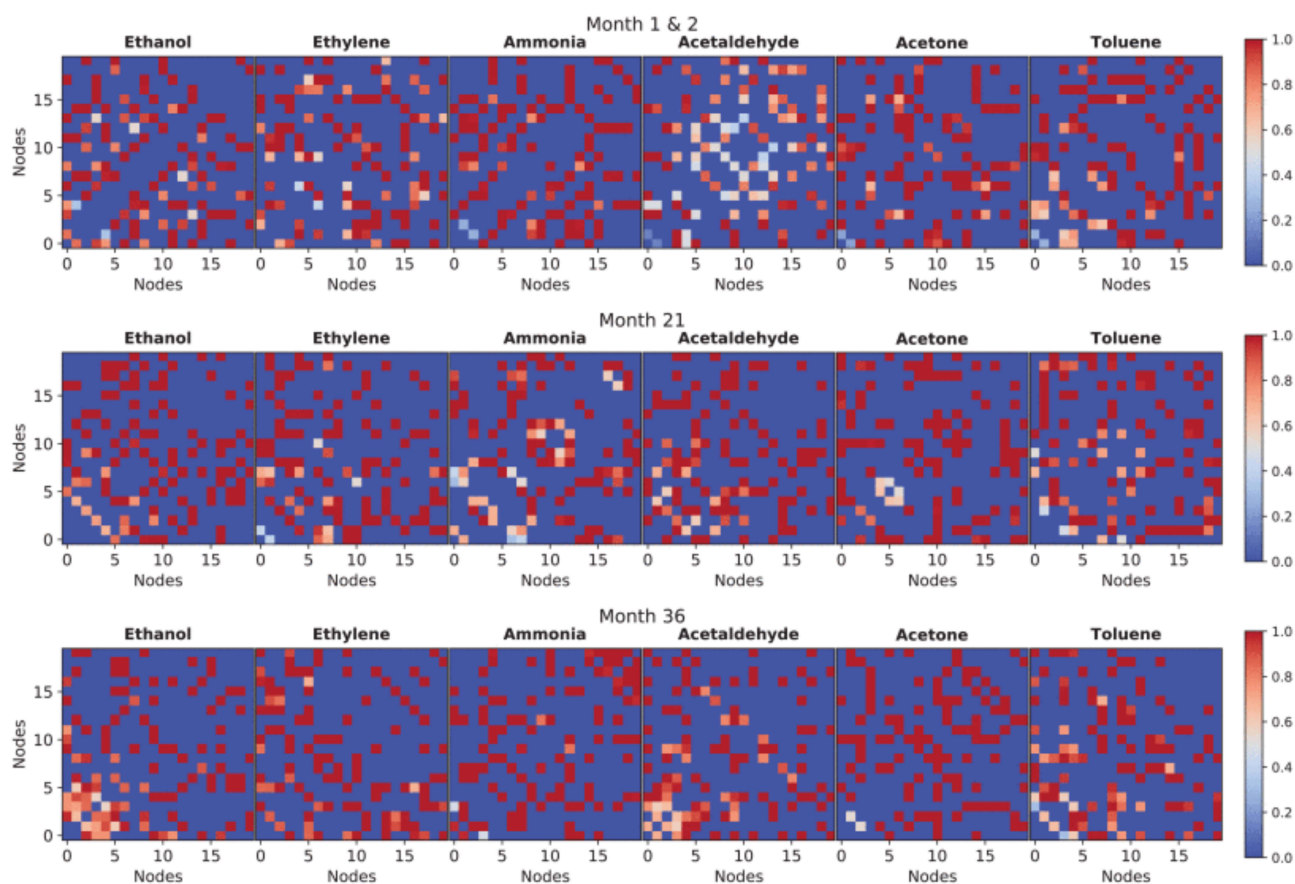 Month 1 & 2
Ethanol Ethylene Ammonia Acetaldehyde Acetone Toluene
1.0
0.8
0.6
0.4
0.2
0.0
Nodes
15
10
5
0
0 5 10 15 0 5 10 15 0 5 10 15 0 5 10 15 0 5 10 15 0 5 10 15
Nodes Nodes Nodes Nodes Nodes Nodes
Month 21
Ethanol Ethylene Ammonia Acetaldehyde Acetone Toluene
1.0
0.8
0.6
0.4
0.2
0.0
Nodes
15
10
5
0
0 5 10 15 0 5 10 15 0 5 10 15 0 5 10 15 0 5 10 15 0 5 10 15
Nodes Nodes Nodes Nodes Nodes Nodes
Month 36
Ethanol Ethylene Ammonia Acetaldehyde Acetone Toluene
1.0
0.8
0.6
0.4
0.2
0.0
Nodes
15
10
5
0
0 5 10 15 0 5 10 15 0 5 10 15 0 5 10 15 0 5 10 15 0 5 10 15
Nodes Nodes Nodes Nodes Nodes Nodes